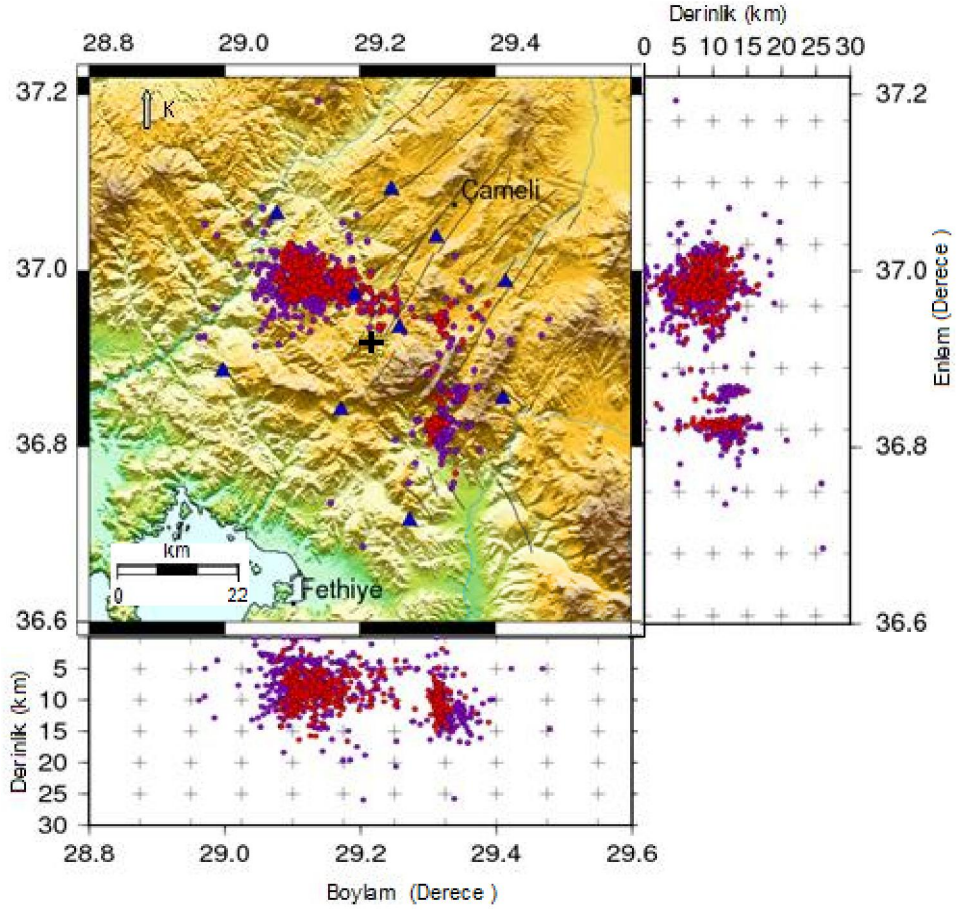 Derinlik (km)
28.8 29.0 29.2 29.4 0 5 10 15 20 25 30
37.2 37.2
K
Çameli
37.0 37.0
Enlem (Derece )
36.8 36.8
km
0 22
Fethiye
36.6 36.6
Derinlik (km)
5
10
15
20
25
30
28.8 29.0 29.2 29.4 29.6
Boylam (Derece )